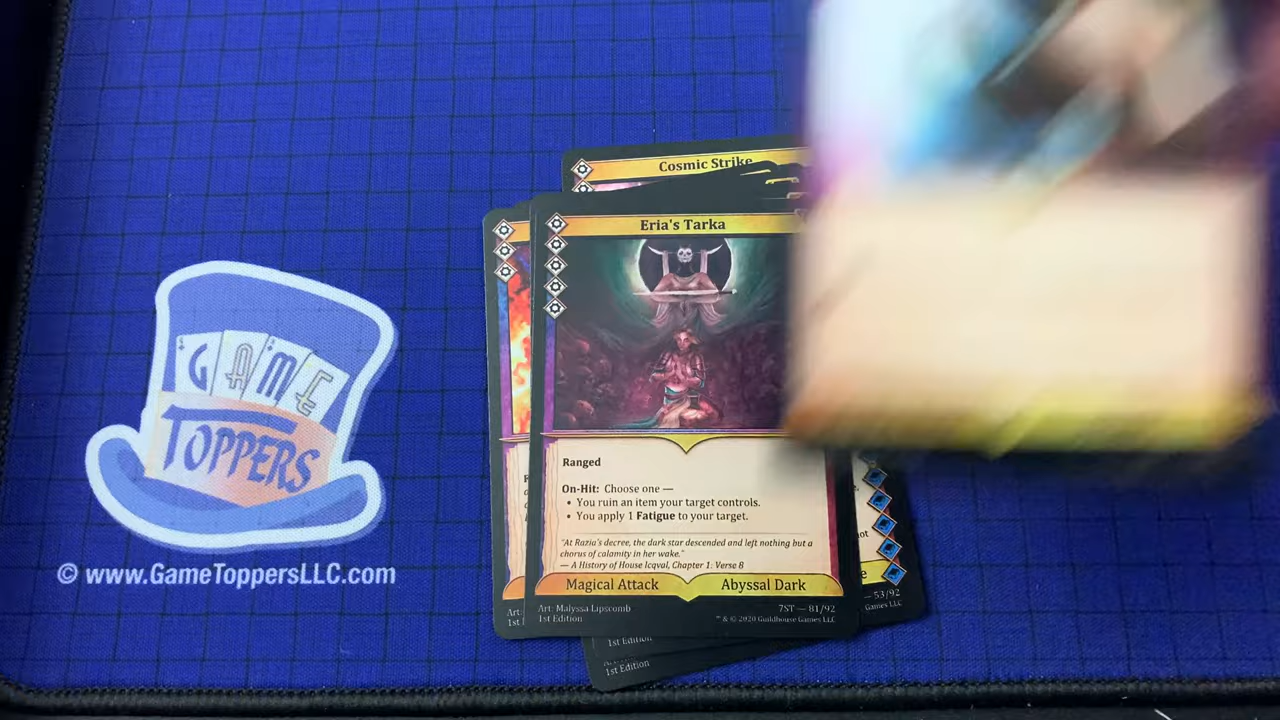 Cosmic Strike
Eria's Tarka
GAME
TOPPERS
© www.GameToppersLLC.com
Ranged
On-Hit: Choose one —
• You ruin an item your target controls.
• You apply 1 Fatigue to your target.
"At Razia's decree, the dark star descended and left nothing but a
chorus of calamity in her wake."
— A History of House Icqval, Chapter 1: Verse 8
Magical Attack
Abyssal Dark
Art: Malyssa Lipscomb
7ST — 81/92
1st Edition
™ & © 2020 Guildhouse Games LLC
Art:
— 53/92
Games LLC
1st Edition
1st Edition